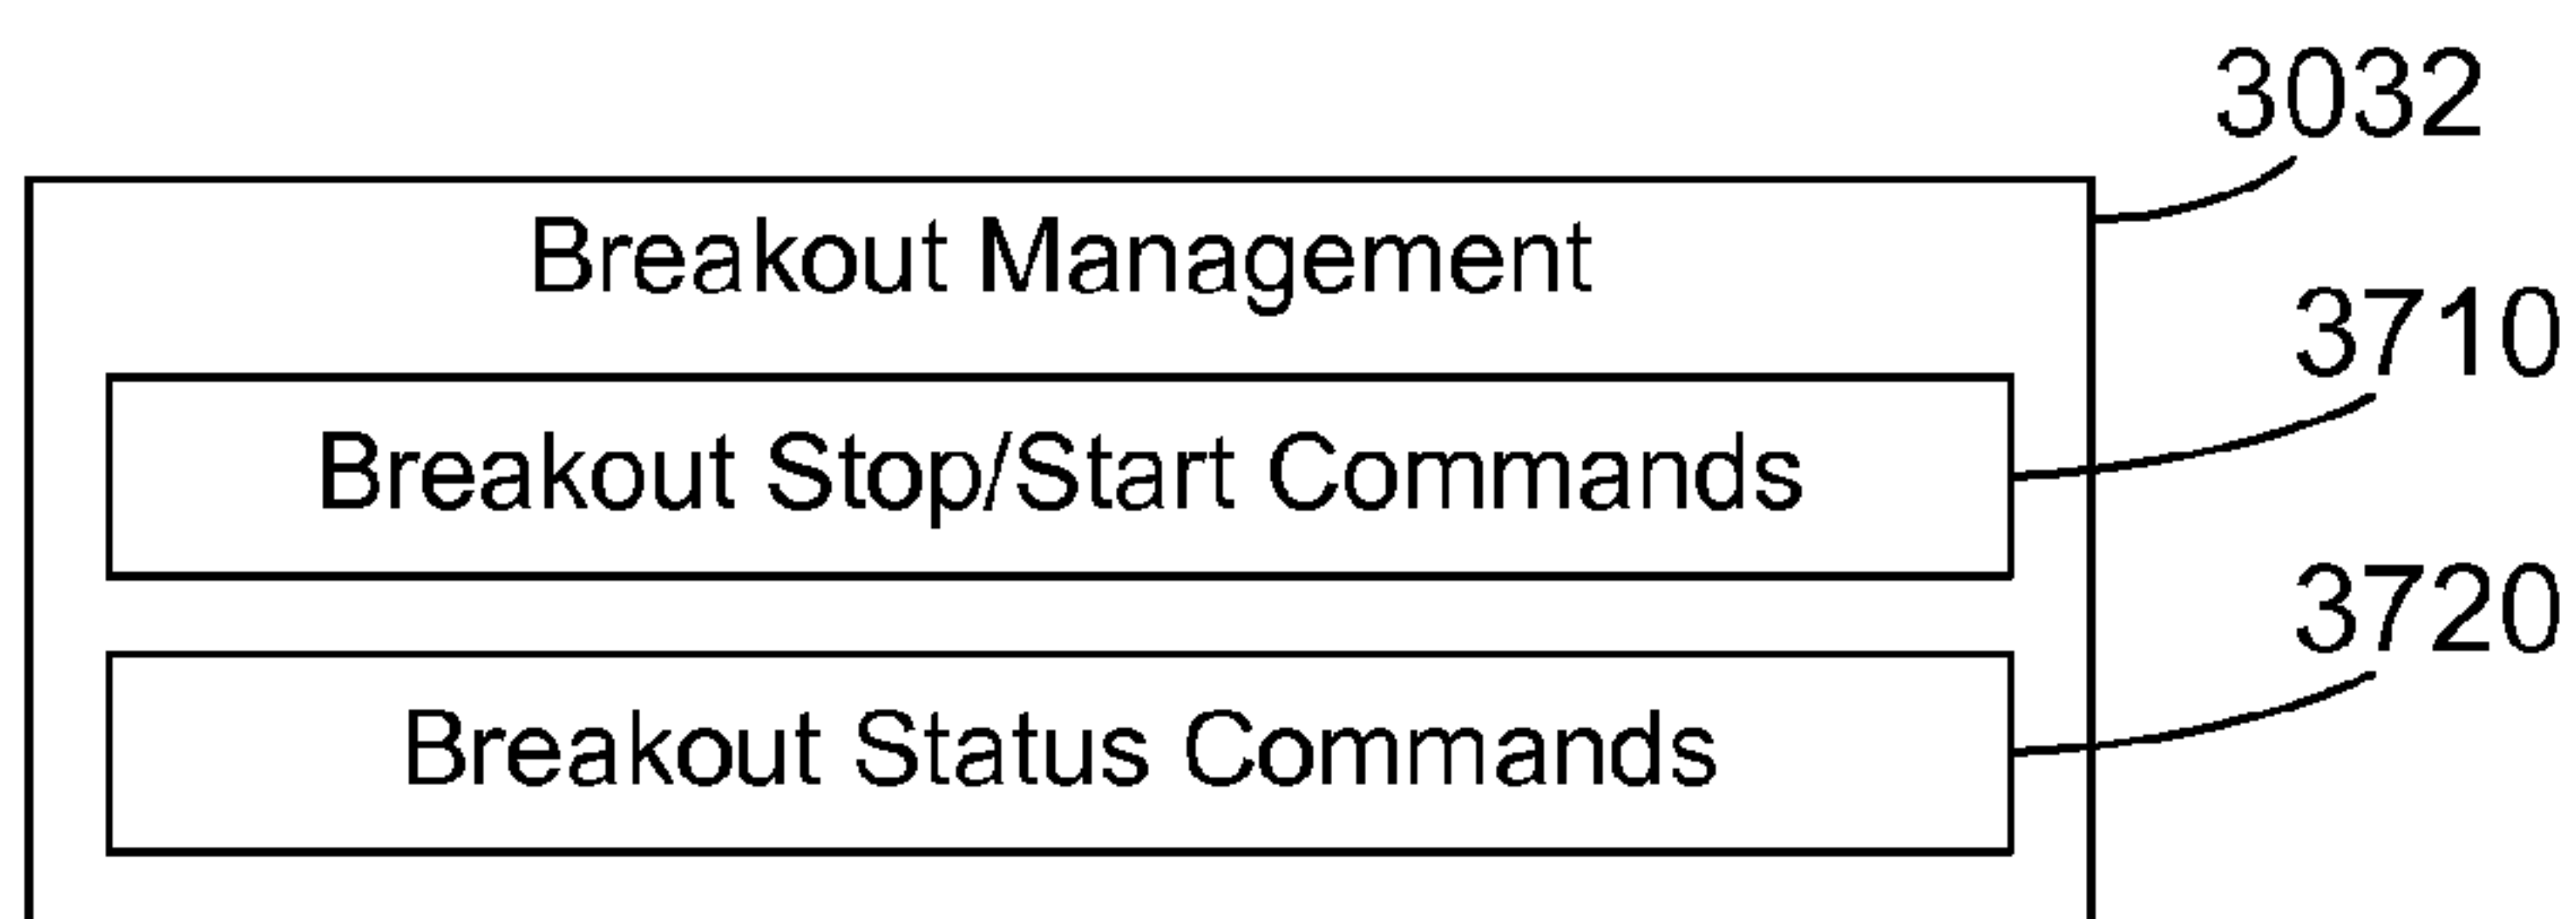 3032
Breakout Management
3710
Breakout Stop/Start Commands
3720
Breakout Status Commands